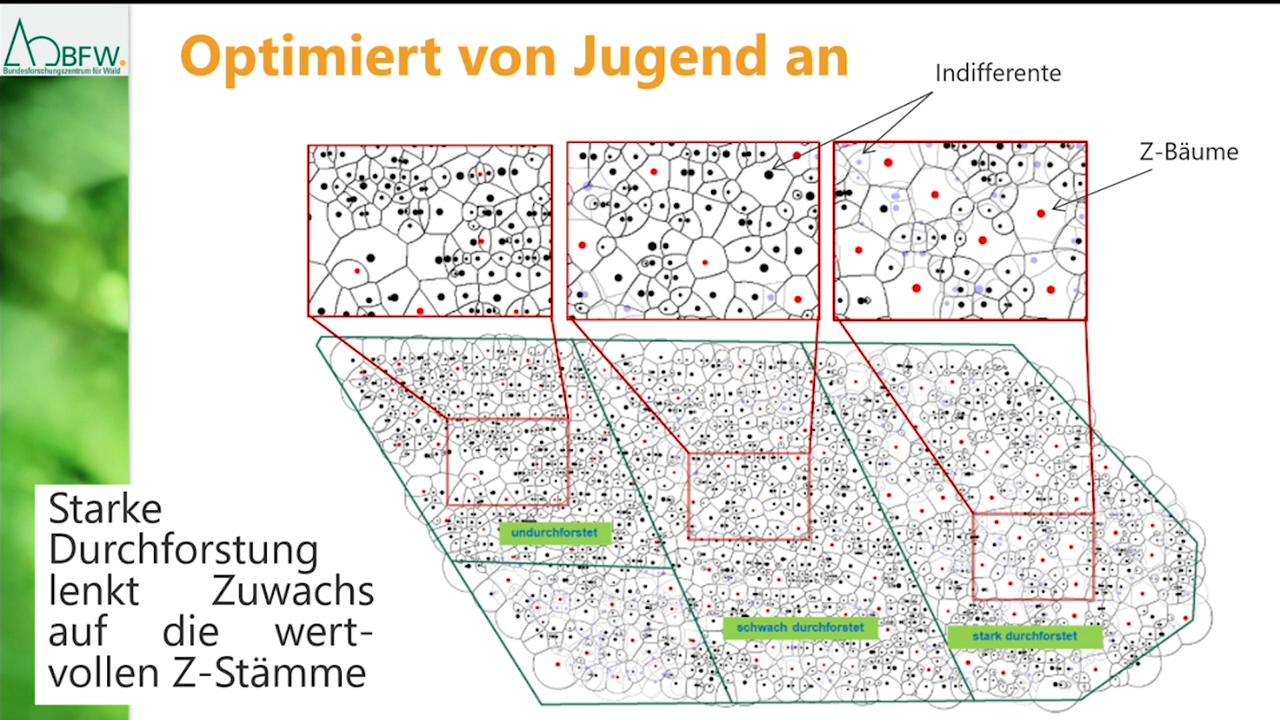 BFW.
Bundesforschungszentrum für Wald
Optimiert von Jugend an
Indifferente
Z-Bäume
undurchforstet
schwach durchforstet
stark durchforstet
Starke
Durchforstung
lenkt Zuwachs
auf die wert-
vollen Z-Stämme